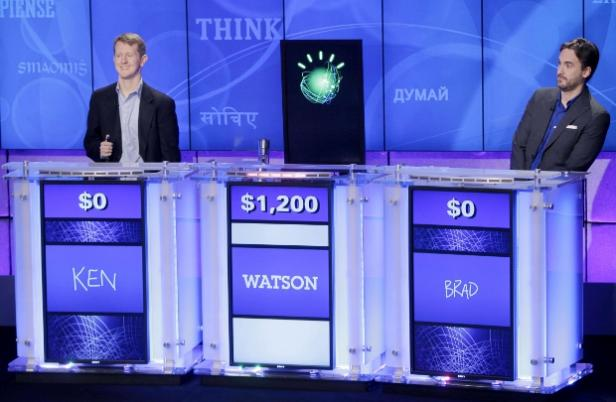 PIENSE
THINK
सोचिए
ДУМАЙ
$0
$1,200
$0
KEN
WATSON
BRAD